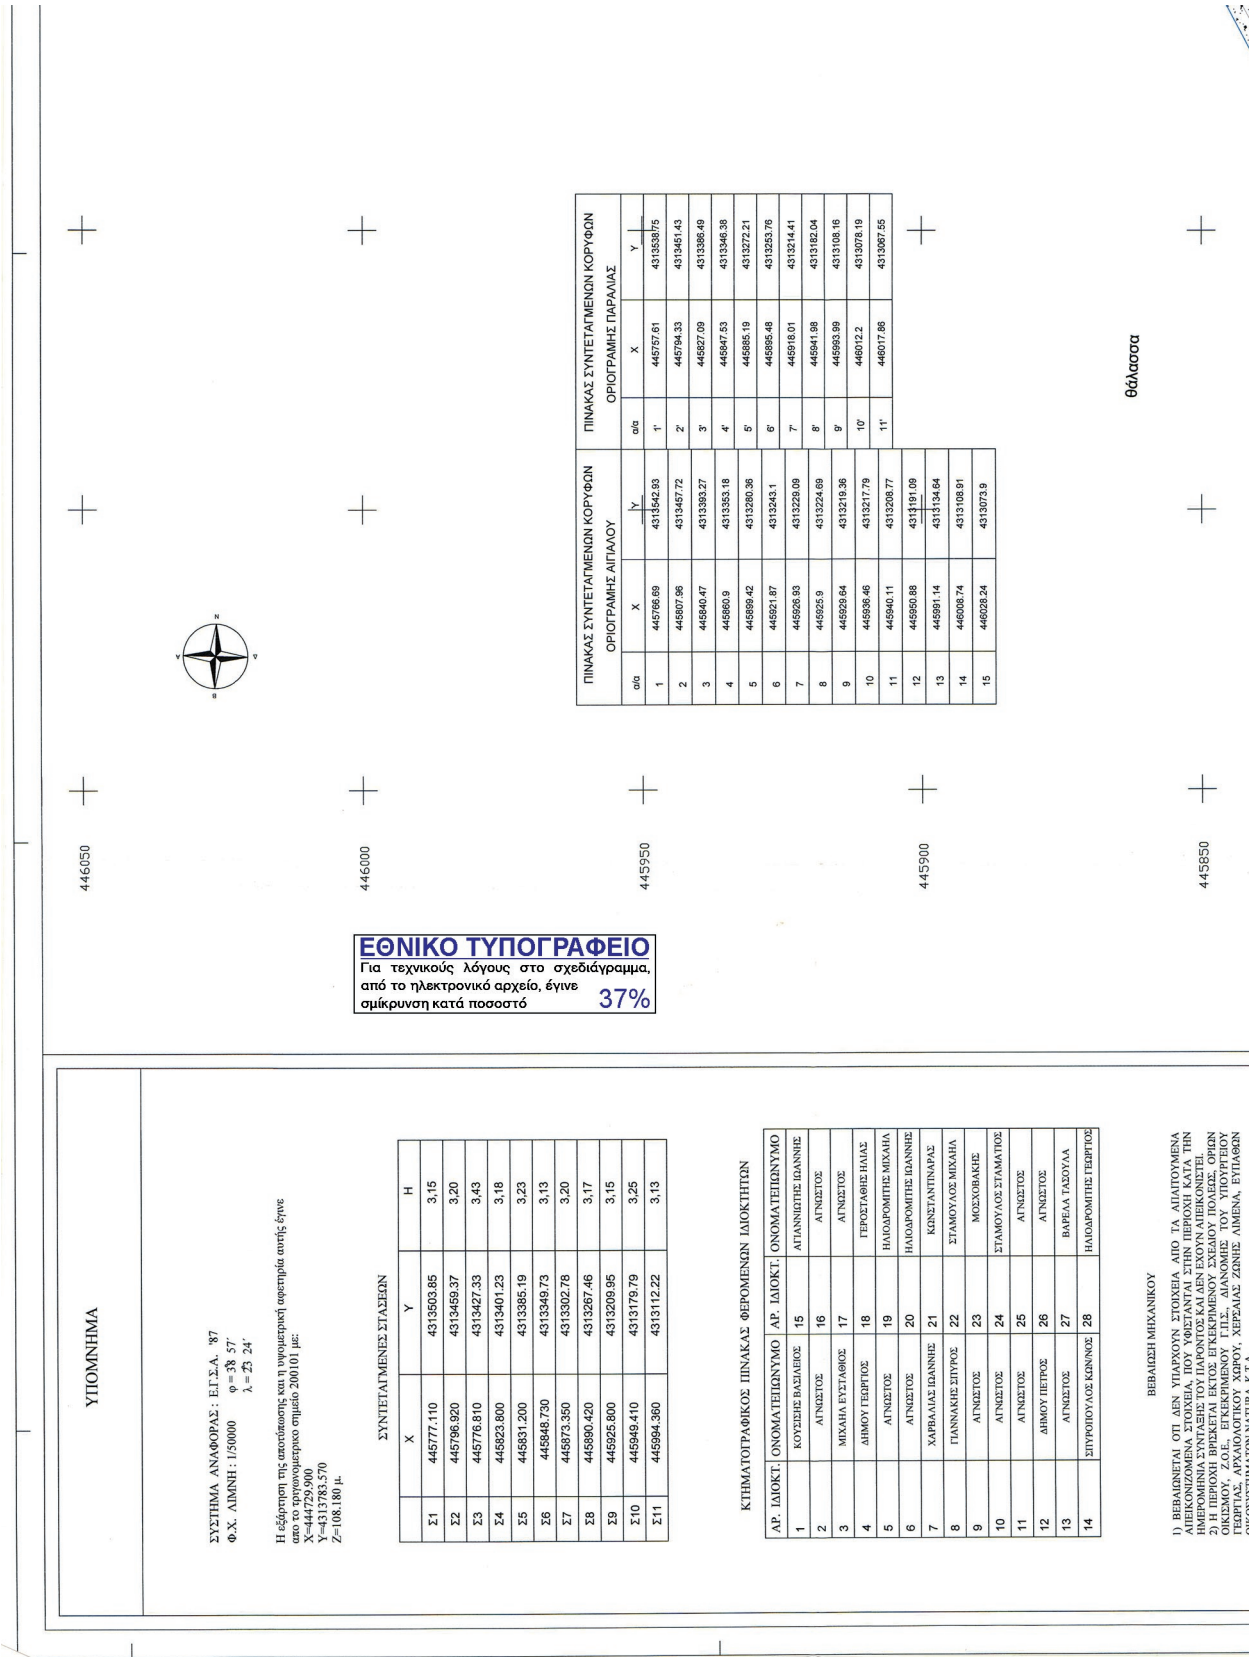 ΥΠΟΜΝΗΜΑ
ΣΥΣΤΗΜΑ ΑΝΑΦΟΡΑΣ : Ε.Γ.Σ.Α. '87
Φ.Χ. ΛΙΜΝΗ : 1/50000 φ = 38 57΄
λ = 23 24΄
Η εξάρτηση της αποτύπωσης και η υψομετρική αφετηρία αυτής έγινε
απο το τριγωνομετρικο σημείο 200101 με:
Χ=444729.900
Υ=4313783.570
Ζ=108.180 μ.
ΣΥΝΤΕΤΑΓΜΕΝΕΣ ΣΤΑΣΕΩΝ
X Y H
Σ1 445777.110 4313503.85 3,15
Σ2 445796.920 4313459.37 3,20
Σ3 445776.810 4313427.33 3,43
Σ4 445823.800 4313401.23 3,18
Σ5 445831.200 4313385.19 3,23
Σ6 445848.730 4313349.73 3,13
Σ7 445873.350 4313302.78 3,20
Σ8 445890.420 4313267.46 3,17
Σ9 445925.800 4313209.95 3,15
Σ10 445949.410 4313179.79 3,25
Σ11 445994.360 4313112.22 3,13
ΚΤΗΜΑΤΟΓΡΑΦΙΚΟΣ ΠΙΝΑΚΑΣ ΦΕΡΟΜΕΝΩΝ ΙΔΙΟΚΤΗΤΩΝ
ΑΡ. ΙΔΙΟΚΤ. ΟΝΟΜΑΤΕΠΩΝΥΜΟ ΑΡ. ΙΔΙΟΚΤ. ΟΝΟΜΑΤΕΠΩΝΥΜΟ
1 ΚΟΥΣΙΣΗΣ ΒΑΣΙΛΕΙΟΣ 15 ΑΓΙΑΝΝΙΩΤΗΣ ΙΩΑΝΝΗΣ
2 ΑΓΝΩΣΤΟΣ 16 ΑΓΝΩΣΤΟΣ
3 ΜΙΧΑΗΛ ΕΥΣΤΑΘΙΟΣ 17 ΑΓΝΩΣΤΟΣ
4 ΔΗΜΟΥ ΓΕΩΡΓΙΟΣ 18 ΓΕΡΟΣΤΑΘΗΣ ΗΛΙΑΣ
5 ΑΓΝΩΣΤΟΣ 19 ΗΛΙΟΔΡΟΜΙΤΗΣ ΜΙΧΑΗΛ
6 ΑΓΝΩΣΤΟΣ 20 ΗΛΙΟΔΡΟΜΙΤΗΣ ΙΩΑΝΝΗΣ
7 ΧΑΡΒΑΛΙΑΣ ΙΩΑΝΝΗΣ 21 ΚΩΝΣΤΑΝΤΙΝΑΡΑΣ
8 ΓΙΑΝΝΑΚΗΣ ΣΠΥΡΟΣ 22 ΣΤΑΜΟΥΛΟΣ ΜΙΧΑΗΛ
9 ΑΓΝΩΣΤΟΣ 23 ΜΟΣΧΟΒΑΚΗΣ
10 ΑΓΝΩΣΤΟΣ 24 ΣΤΑΜΟΥΛΟΣ ΣΤΑΜΑΤΙΟΣ
11 ΑΓΝΩΣΤΟΣ 25 ΑΓΝΩΣΤΟΣ
12 ΔΗΜΟΥ ΠΕΤΡΟΣ 26 ΑΓΝΩΣΤΟΣ
13 ΑΓΝΩΣΤΟΣ 27 ΒΑΡΕΛΑ ΤΑΣΟΥΛΑ
14 ΣΠΥΡΟΠΟΥΛΟΣ ΚΩΝ/ΝΟΣ 28 ΗΛΙΟΔΡΟΜΙΤΗΣ ΓΕΩΡΓΙΟΣ
ΒΕΒΑΙΩΣΗ ΜΗΧΑΝΙΚΟΥ
1) ΒΕΒΑΙΩΝΕΤΑΙ ΟΤΙ ΔΕΝ ΥΠΑΡΧΟΥΝ ΣΤΟΙΧΕΙΑ ΑΠΟ ΤΑ ΑΠΑΙΤΟΥΜΕΝΑ
ΑΠΕΙΚΟΝΙΖΟΜΕΝΑ ΣΤΟΙΧΕΙΑ, ΠΟΥ ΥΦΙΣΤΑΝΤΑΙ ΣΤΗΝ ΠΕΡΙΟΧΗ ΚΑΤΑ ΤΗΝ
ΗΜΕΡΟΜΗΝΙΑ ΣΥΝΤΑΞΗΣ ΤΟΥ ΠΑΡΟΝΤΟΣ ΚΑΙ ΔΕΝ ΕΧΟΥΝ ΑΠΕΙΚΟΝΙΣΤΕΙ.
2) Η ΠΕΡΙΟΧΗ ΒΡΙΣΚΕΤΑΙ ΕΚΤΟΣ ΕΓΚΕΚΡΙΜΕΝΟΥ ΣΧΕΔΙΟΥ ΠΟΛΕΩΣ, ΟΡΙΩΝ
ΟΙΚΙΣΜΟΥ, Ζ.Ο.Ε., ΕΓΚΕΚΡΙΜΕΝΟΥ Γ.Π.Σ., ΔΙΑΝΟΜΗΣ ΤΟΥ ΥΠΟΥΡΓΕΙΟΥ
ΓΕΩΡΓΙΑΣ, ΑΡΧΑΙΟΛΟΓΙΚΟΥ ΧΩΡΟΥ, ΧΕΡΣΑΙΑΣ ΖΩΝΗΣ ΛΙΜΕΝΑ, ΕΥΠΑΘΩΝ
ΕΘΝΙΚΟ ΤΥΠΟΓΡΑΦΕΙΟ
Για τεχνικούς λόγους στο σχεδιάγραμμα,
από το ηλεκτρονικό αρχείο, έγινε
σμίκρυνση κατά ποσοστό 37%
446050
446000
445950
445900
445850
Α
Ν
Δ
Β
ΠΙΝΑΚΑΣ ΣΥΝΤΕΤΑΓΜΕΝΩΝ ΚΟΡΥΦΩΝ
ΟΡΙΟΓΡΑΜΗΣ ΑΙΓΙΑΛΟΥ
α/α X Y
1 445766.69 4313542.93
2 445807.96 4313457.72
3 445840.47 4313393.27
4 445860.9 4313353.18
5 445899.42 4313280.36
6 445921.87 4313243.1
7 445926.93 4313229.09
8 445925.9 4313224.69
9 445929.64 4313219.36
10 445936.46 4313217.79
11 445940.11 4313208.77
12 445950.88 4313191.09
13 445991.14 4313134.64
14 446008.74 4313108.91
15 446028.24 4313073.9
ΠΙΝΑΚΑΣ ΣΥΝΤΕΤΑΓΜΕΝΩΝ ΚΟΡΥΦΩΝ
ΟΡΙΟΓΡΑΜΗΣ ΠΑΡΑΛΙΑΣ
α/α X Y
1' 445757.61 4313538.75
2' 445794.33 4313451.43
3' 445827.09 4313386.49
4' 445847.53 4313346.38
5' 445885.19 4313272.21
6' 445895.48 4313253.76
7' 445918.01 4313214.41
8' 445941.98 4313182.04
9' 445993.99 4313108.16
10' 446012.2 4313078.19
11' 446017.86 4313067.55
θάλασσα